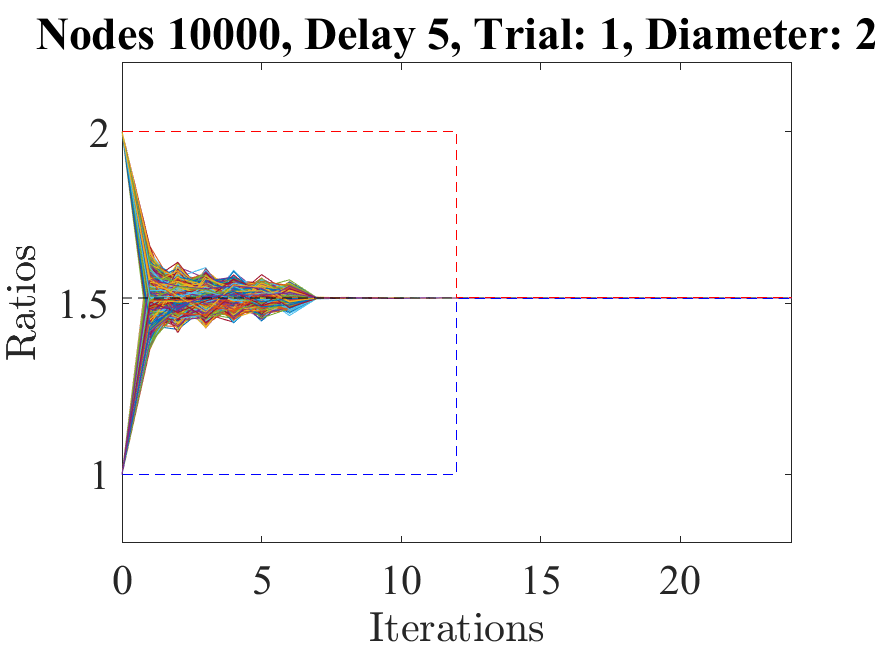 Nodes 10000, Delay 5, Trial: 1, Diameter: 2
2
1.5
1
Ratios
0 5 10 15 20
Iterations